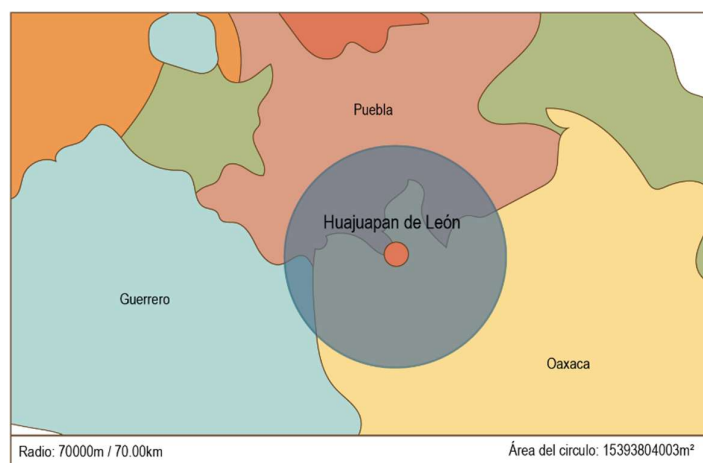 Puebla
Huajuapan de León
Guerrero
Oaxaca
Radio: 70000m / 70.00km
Área del circulo: 15393804003m²